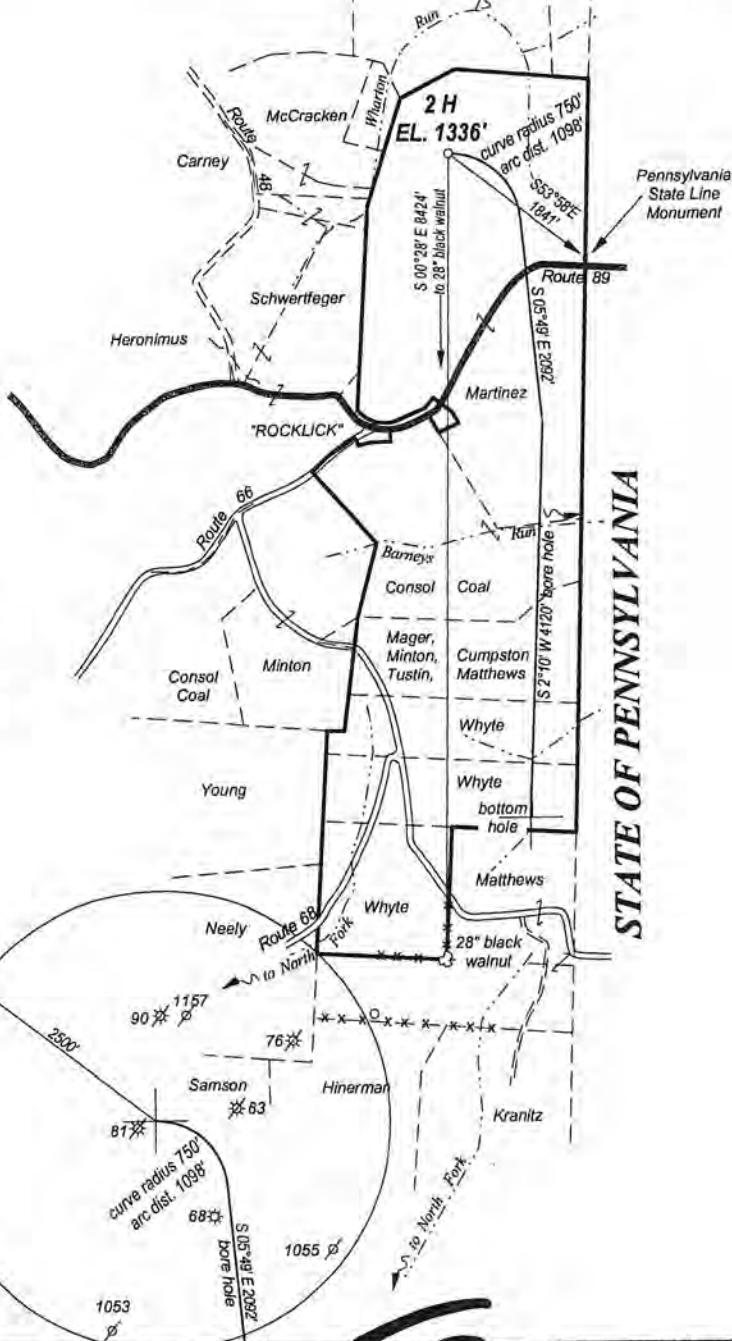 Run
McCracken
Wharton
2 H
EL. 1336'
curve radius 750'
arc dist. 1098'
Route
48
Carney
S53°58'E
1841'
Pennsylvania
State Line
Monument
S 00°28' E 8424'
to 28" black walnut
Route 89
Schwertfeger
Heronimus
S 05°49' E 2092'
Martinez
"ROCKLICK"
Route 66
Run
Barneys
Consol Coal
S 2°10' W 4120' bore hole
STATE OF PENNSYLVANIA
Minton
Mager,
Minton,
Tustin,
Cumpston
Matthews
Consol
Coal
Whyte
Young
Whyte
bottom
hole
Matthews
Whyte
Neely
Route 68
Fork
to North
28" black
walnut
2500'
90
1157
76
Samson
Hinerman
63
Kranitz
81
curve radius 750'
arc dist. 1098'
68
S 05°49' E 2092'
bore hole
to North Fork
1055
1053